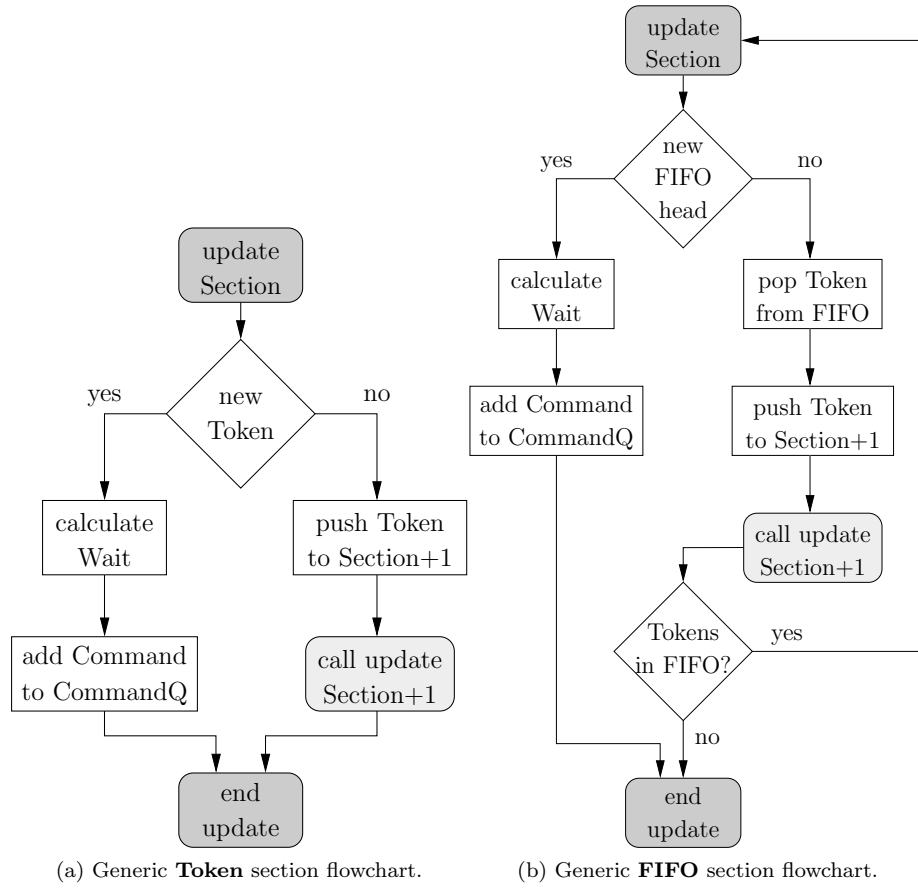 update
Section
new
Token
yes
no
calculate
Wait
push Token
to Section+1
add Command
to CommandQ
call update
Section+1
end
update
(a) Generic Token section flowchart.
update
Section
new
FIFO
head
yes
no
calculate
Wait
pop Token
from FIFO
add Command
to CommandQ
push Token
to Section+1
call update
Section+1
Tokens
in FIFO?
yes
no
end
update
(b) Generic FIFO section flowchart.